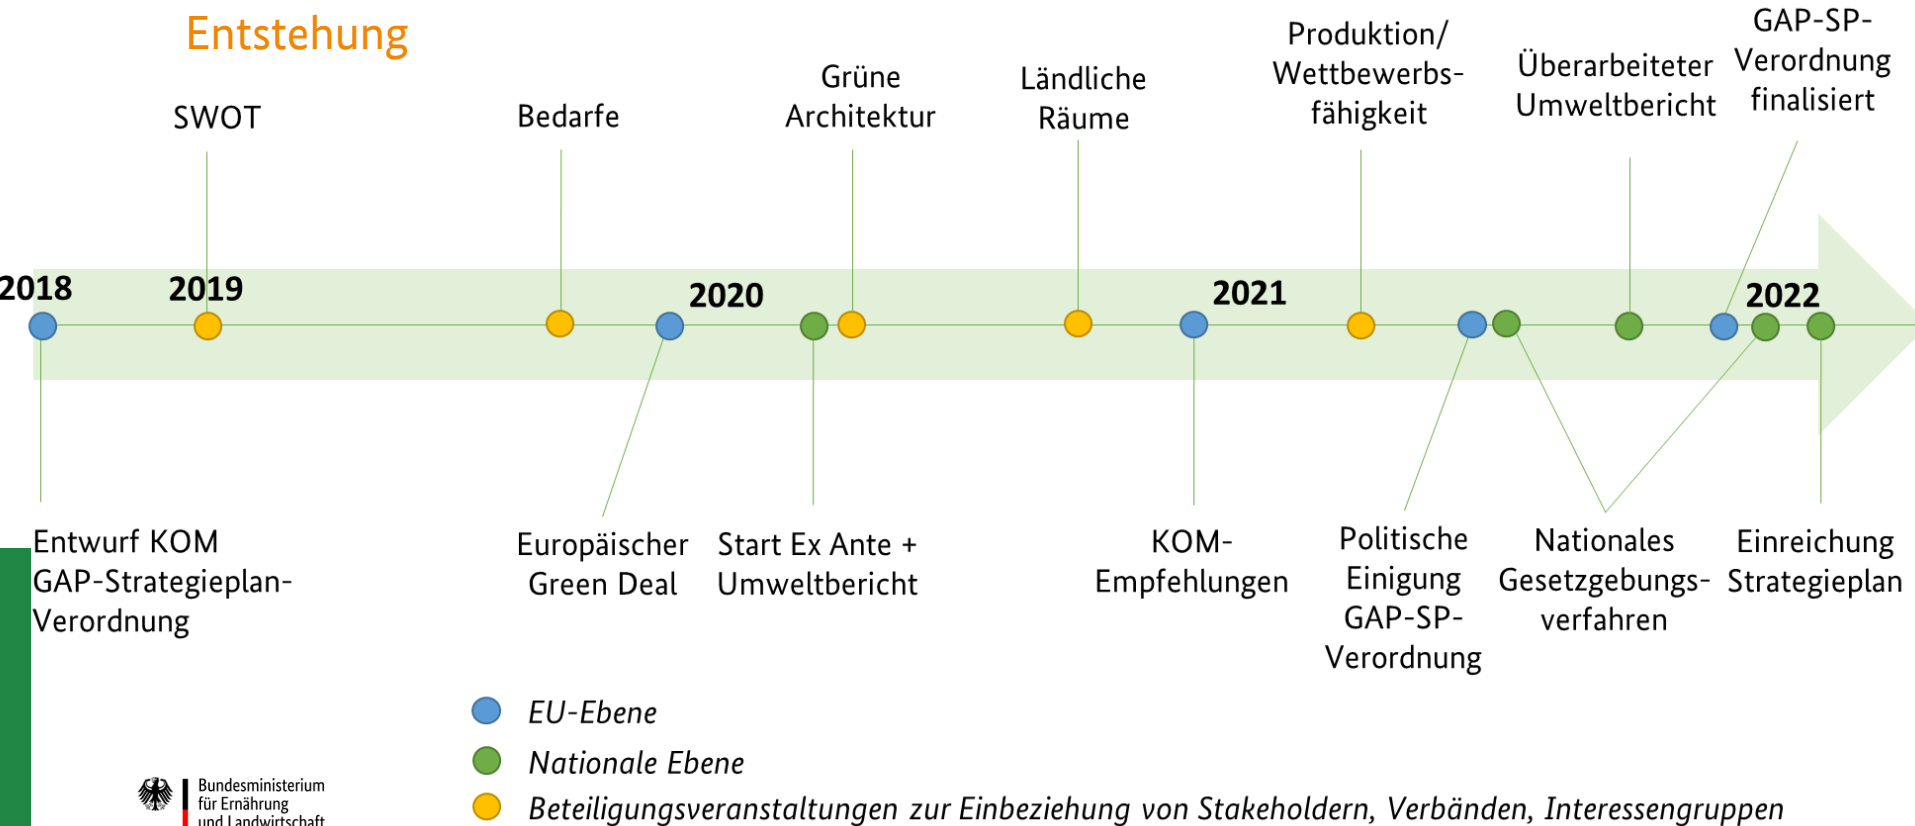 Entstehung
SWOT
Bedarfe
Grüne
Architektur
Ländliche
Räume
Produktion/
Wettbewerbs-
fähigkeit
Überarbeiteter
Umweltbericht
GAP-SP-
Verordnung
finalisiert
2018
2019
2020
2021
2022
Entwurf KOM
GAP-Strategieplan-
Verordnung
Europäischer
Green Deal
Start Ex Ante +
Umweltbericht
KOM-
Empfehlungen
Politische
Einigung
GAP-SP-
Verordnung
Nationales
Gesetzgebungs-
verfahren
Einreichung
Strategieplan
EU-Ebene
Nationale Ebene
Beteiligungsveranstaltungen zur Einbeziehung von Stakeholdern, Verbänden, Interessengruppen
Bundesministerium
für Ernährung
und Landwirtschaft